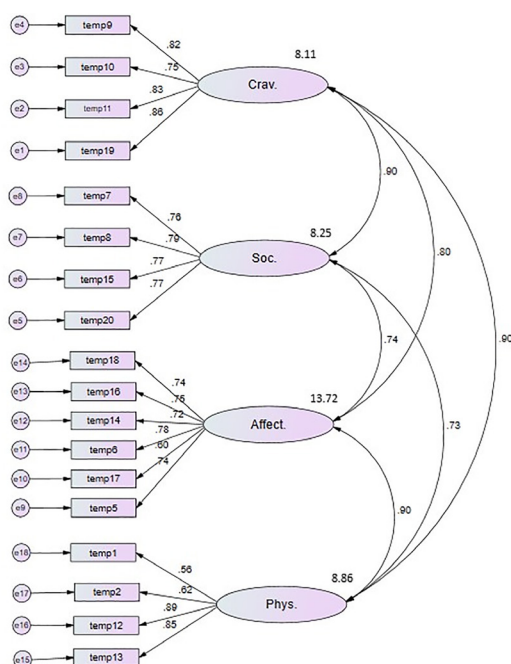 e4 temp9
.82
8.11
e3 temp10
.75
Crav.
.83
e2 temp11
.86
e1 temp19
.90
e8 temp7
.76
8.25
e7 temp8
.79
.80
Soc.
.77
e6 temp15
.77
e5 temp20
.74
.90
e14 temp18
.74
e13 temp16
.75
13.72
e12 temp14
.72
Affect.
.73
.78
e11 temp6
.60
e10 temp17
.74
e9 temp5
.90
e18 temp1
.56
8.86
e17 temp2
.62
Phys.
.89
e16 temp12
.85
e15 temp13